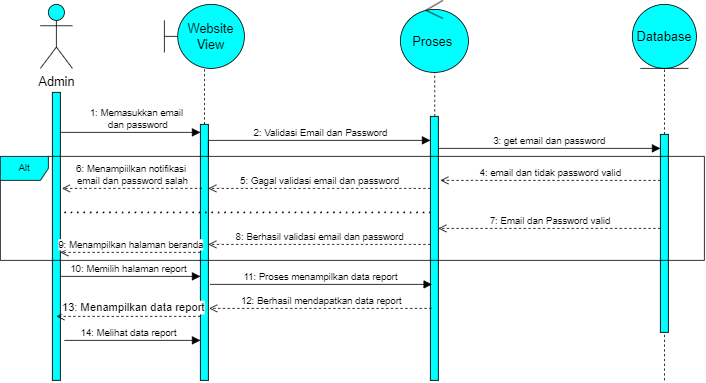 Website
View
Proses
Database
Admin
1: Memasukkan email
dan password
2: Validasi Email dan Password
3: get email dan password
Alt
6: Menampiilkan notifikasi
email dan password salah
5: Gagal validasi email dan password
4: email dan tidak password valid
7: Email dan Password valid
8: Berhasil validasi email dan password
9: Menampilkan halaman beranda
10: Memilih halaman report
11: Proses menampilkan data report
12: Berhasil mendapatkan data report
13: Menampilkan data report
14: Melihat data report